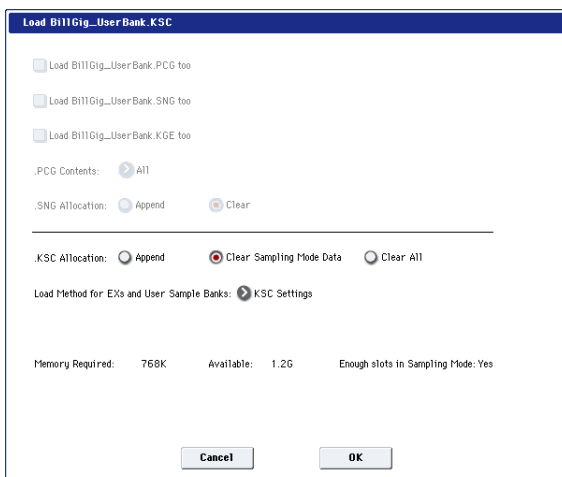 Load BillGig_UserBank.KSC
Load BillGig_UserBank.PCG too
Load BillGig_UserBank.SNG too
Load BillGig_UserBank.KGE too
.PCG Contents: All
.SNG Allocation: Append Clear
.KSC Allocation: Append Clear Sampling Mode Data Clear All
Load Method for EXs and User Sample Banks: KSC Settings
Memory Required: 768K Available: 1.2G Enough slots in Sampling Mode: Yes
Cancel OK